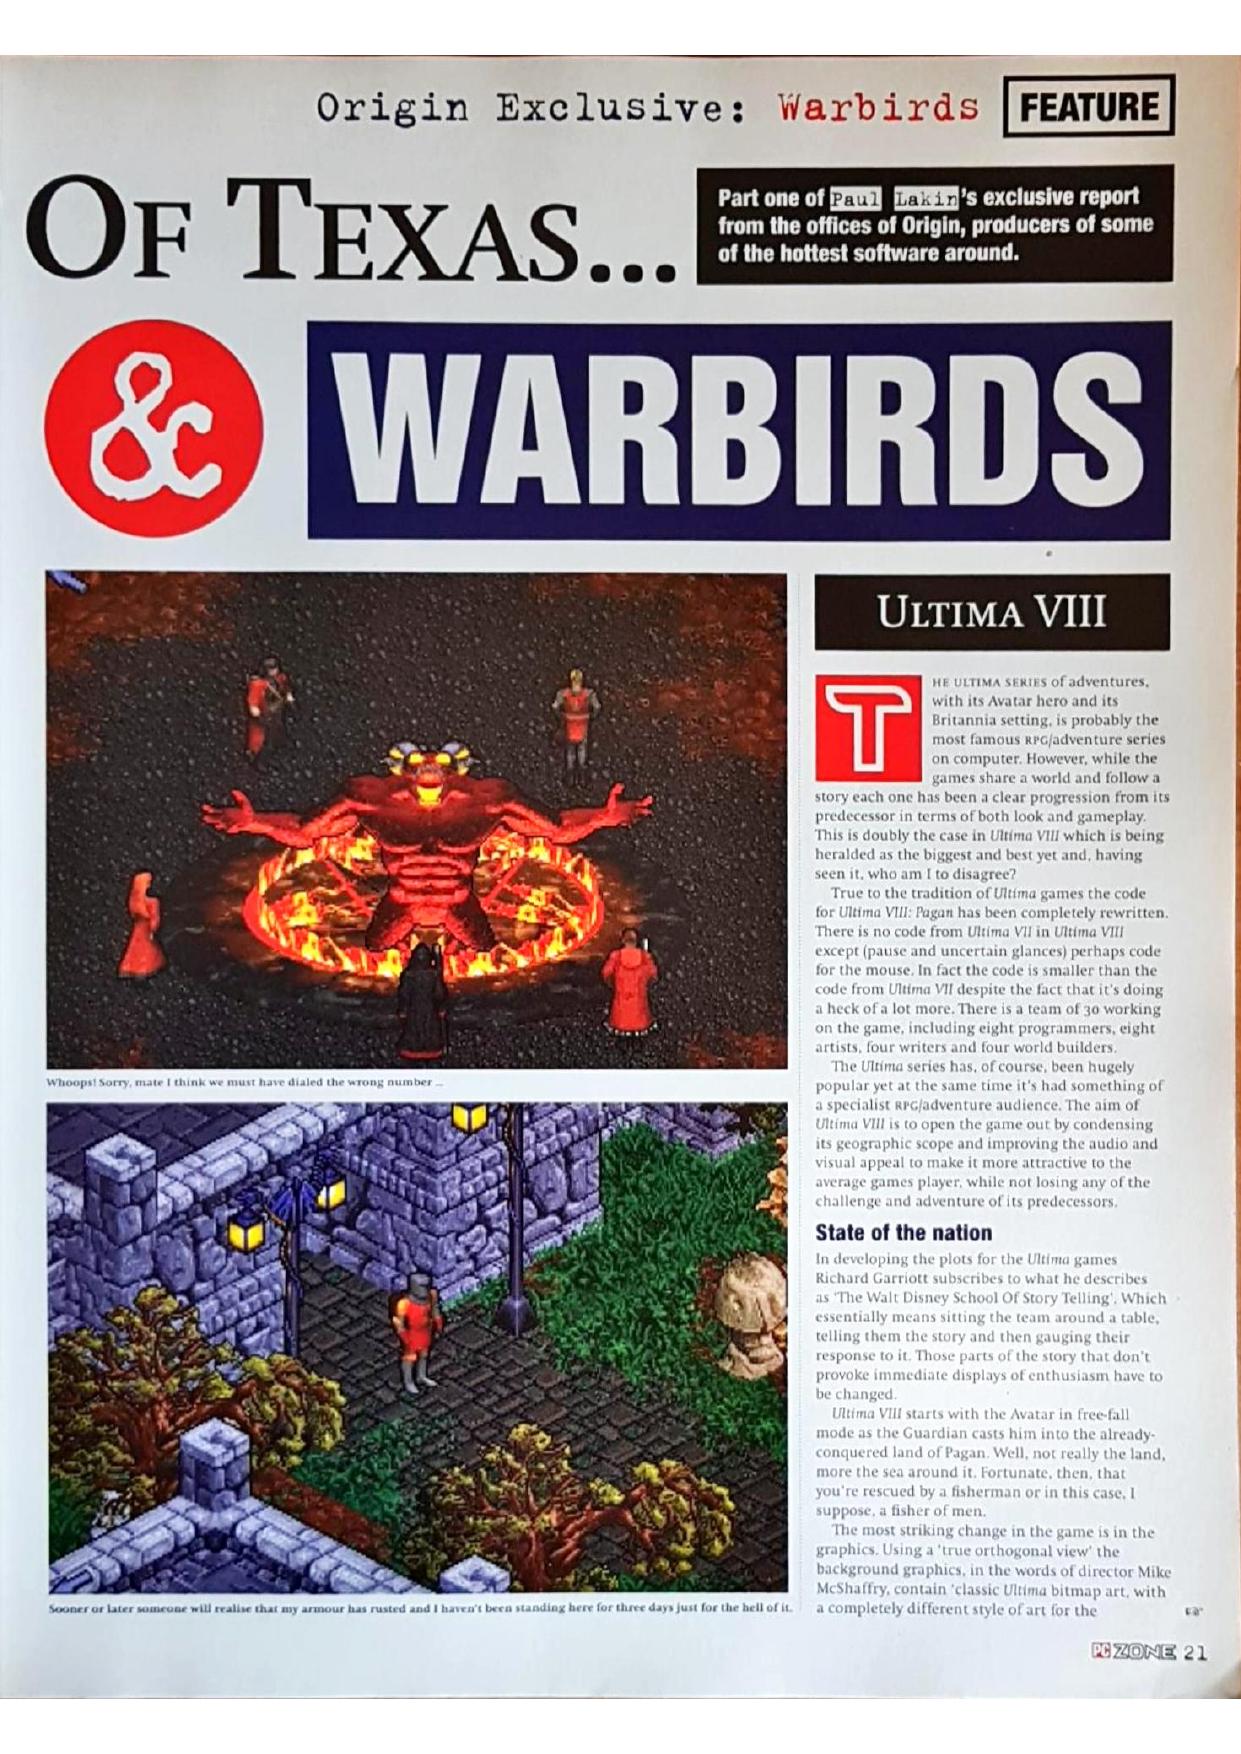 Origin Exclusive: Warbirds FEATURE
OF TEXAS...
Part one of Paul Lakin's exclusive report
from the offices of Origin, producers of some
of the hottest software around.
& WARBIRDS
Whoops! Sorry, mate I think we must have dialed the wrong number ...
Sooner or later someone will realise that my armour has rusted and I haven't been standing here for three days just for the hell of it.
ULTIMA VIII
THE ULTIMA SERIES of adventures,
with its Avatar hero and its
Britannia setting, is probably the
most famous RPG/adventure series
on computer. However, while the
games share a world and follow a
story each one has been a clear progression from its
predecessor in terms of both look and gameplay.
This is doubly the case in Ultima VIII which is being
heralded as the biggest and best yet and, having
seen it, who am I to disagree?
True to the tradition of Ultima games the code
for Ultima VIII: Pagan has been completely rewritten.
There is no code from Ultima VII in Ultima VIII
except (pause and uncertain glances) perhaps code
for the mouse. In fact the code is smaller than the
code from Ultima VII despite the fact that it's doing
a heck of a lot more. There is a team of 30 working
on the game, including eight programmers, eight
artists, four writers and four world builders.
The Ultima series has, of course, been hugely
popular yet at the same time it's had something of
a specialist RPG/adventure audience. The aim of
Ultima VIII is to open the game out by condensing
its geographic scope and improving the audio and
visual appeal to make it more attractive to the
average games player, while not losing any of the
challenge and adventure of its predecessors.
State of the nation
In developing the plots for the Ultima games
Richard Garriott subscribes to what he describes
as 'The Walt Disney School Of Story Telling'. Which
essentially means sitting the team around a table,
telling them the story and then gauging their
response to it. Those parts of the story that don't
provoke immediate displays of enthusiasm have to
be changed.
Ultima VIII starts with the Avatar in free-fall
mode as the Guardian casts him into the already-
conquered land of Pagan. Well, not really the land,
more the sea around it. Fortunate, then, that
you're rescued by a fisherman or in this case, I
suppose, a fisher of men.
The most striking change in the game is in the
graphics. Using a 'true orthogonal view' the
background graphics, in the words of director Mike
McShaffry, contain 'classic Ultima bitmap art, with
a completely different style of art for the
PC ZONE 21